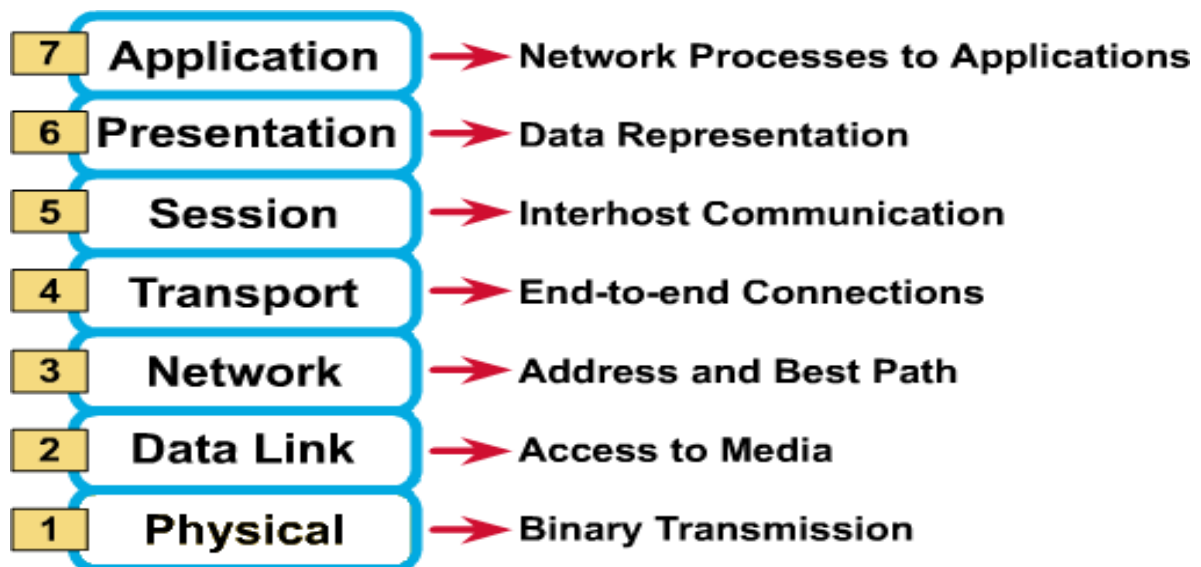 7 Application Network Processes to Applications
6 Presentation Data Representation
5 Session Interhost Communication
4 Transport End-to-end Connections
3 Network Address and Best Path
2 Data Link Access to Media
1 Physical Binary Transmission